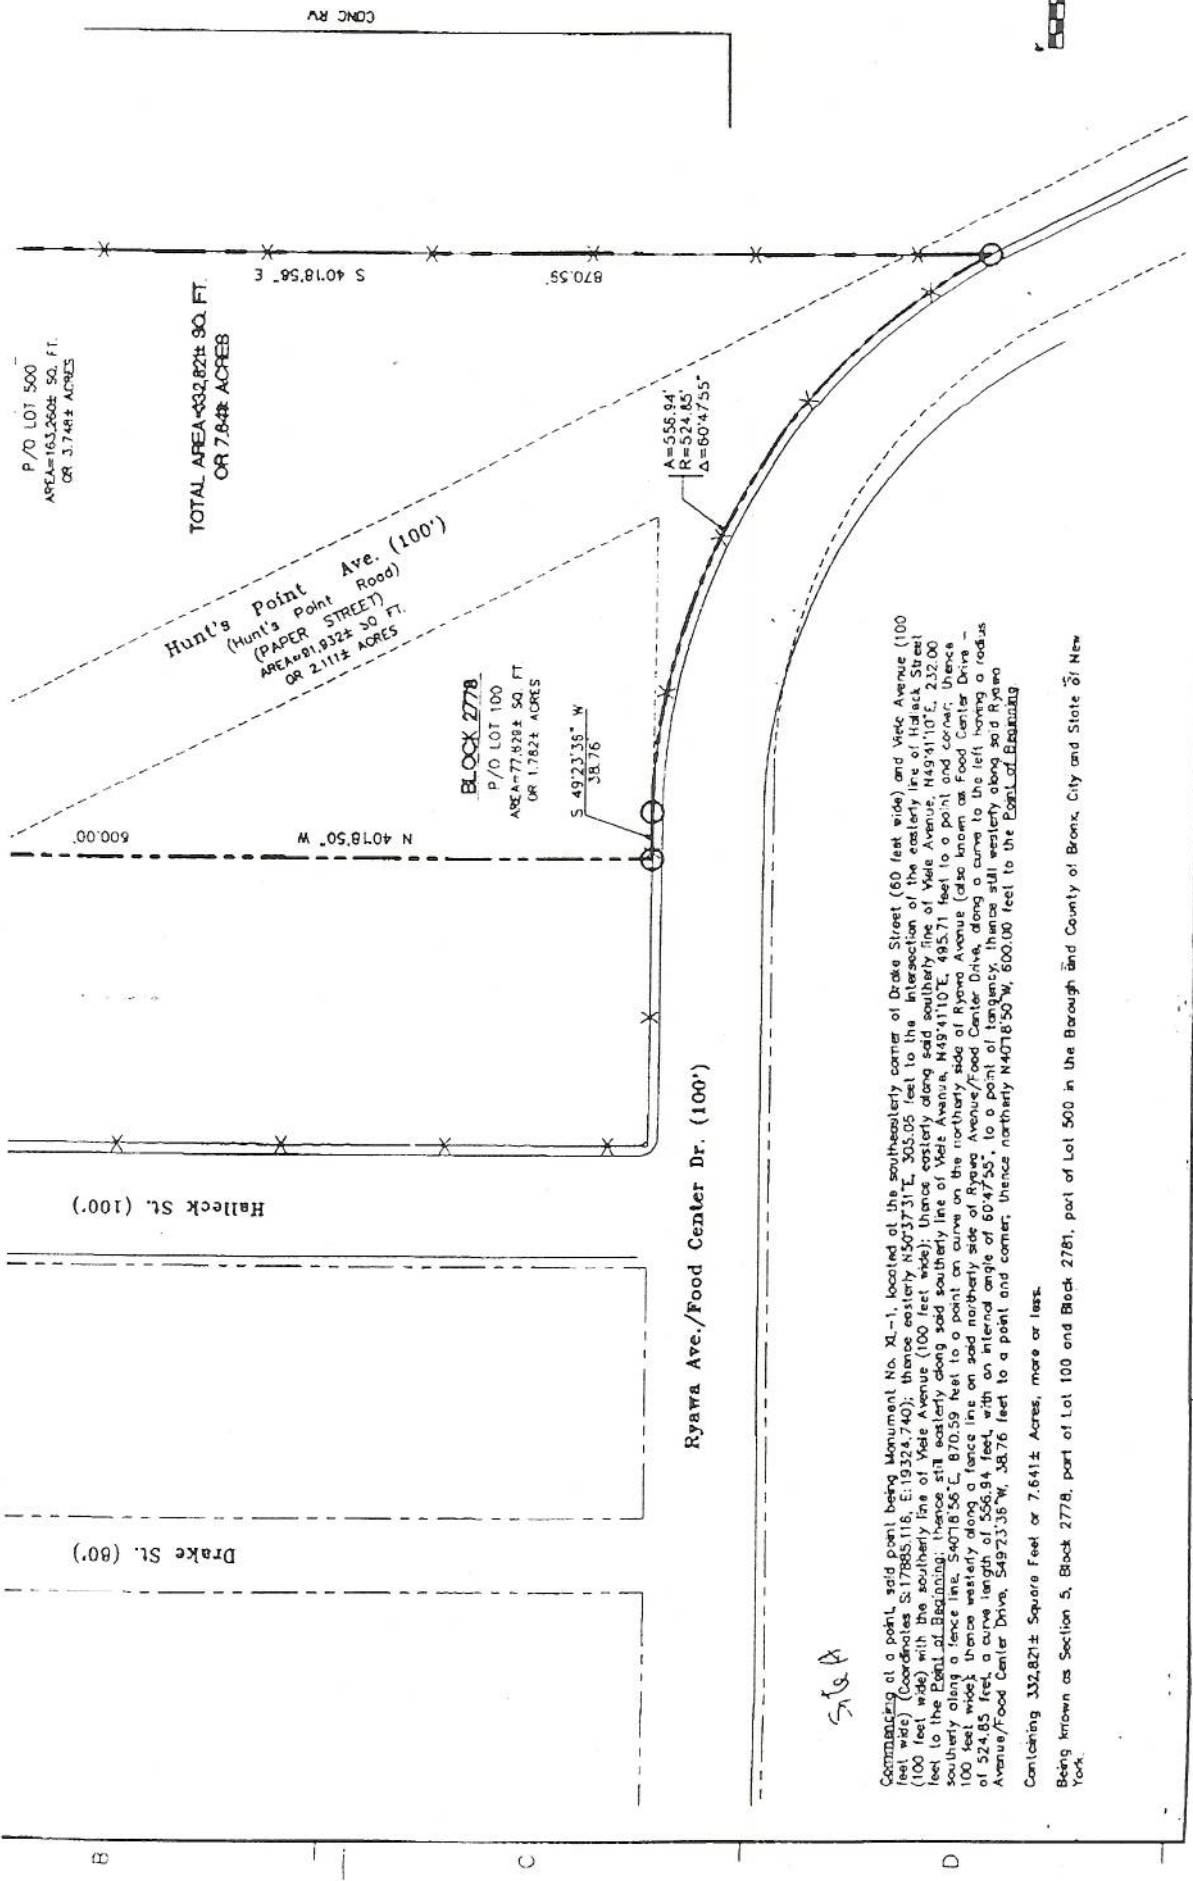 CONC RW
P/O LOT 500
AREA=163,260± SQ. FT.
OR 3.748± ACRES
TOTAL AREA=332,821± SQ. FT.
OR 7.641± ACRES
S 40°18'56" E
870.59'
Hunt's Point Ave. (100')
(Hunt's Point Road)
(PAPER STREET)
AREA=91,932± SQ FT.
OR 2.111± ACRES
A=556.94'
R=524.85'
Δ=60°47'55"
BLOCK 2778
P/O LOT 100
AREA=77,629± SQ. FT
OR 1.782± ACRES
S 49°23'36" W
38.76'
600.00'
N 40°18'50" W
Halleck St. (100')
Ryawa Ave./Food Center Dr. (100')
Drake St. (60')
Site A
Commencing at a point, said point being Monument No. XL-1, located at the southeasterly corner of Drake Street (60 feet wide) and Viele Avenue (100
feet wide) (Coordinates S:17885.116, E:19324.740); thence easterly N50°37'31"E, 305.05 feet to the intersection of the easterly line of Halleck Street
(100 feet wide) with the southerly line of Viele Avenue (100 feet wide); thence easterly along said southerly line of Viele Avenue, N49°41'10"E, 232.00
feet to the Point of Beginning; thence still easterly along said southerly line of Viele Avenue, N49°41'10"E, 495.71 feet to a point and corner; thence
southerly along a fence line, S40°18'56"E, 870.59 feet to a point on curve on the northerly side of Ryawa Avenue (also known as Food Center Drive –
100 feet wide); thence westerly along a fence line on said northerly side of Ryawa Avenue/Food Center Drive, along a curve to the left having a radius
of 524.85 feet, a curve length of 556.94 feet, with an internal angle of 60°47'55", to a point of tangency, thence still westerly along said Ryawa
Avenue/Food Center Drive, S49°23'36"W, 38.76 feet to a point and corner; thence northerly N40°18'50"W, 600.00 feet to the Point of Beginning.
Containing 332,821± Square Feet or 7.641± Acres, more or less.
Being known as Section 5, Block 2778, part of Lot 100 and Block 2781, part of Lot 500 in the Borough and County of Bronx, City and State of New
York.
B
C
D